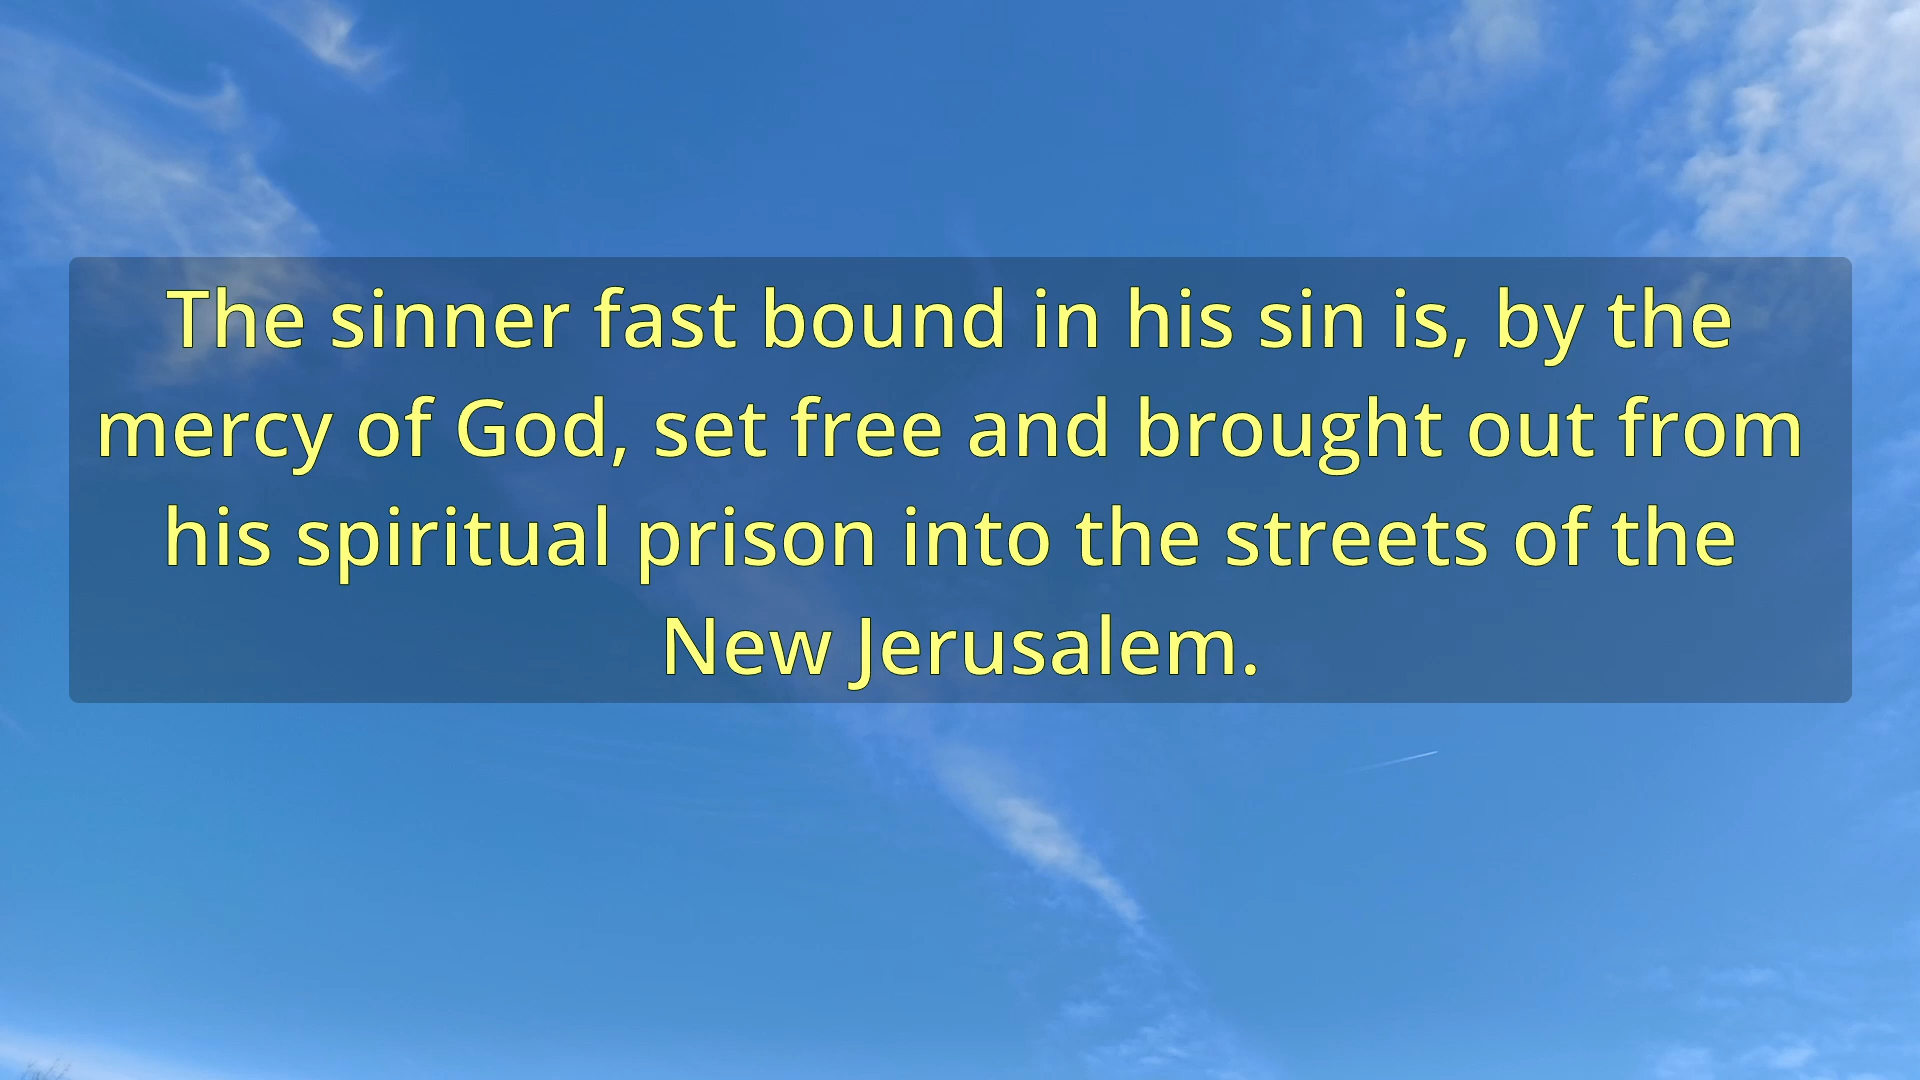 The sinner fast bound in his sin is, by the
mercy of God, set free and brought out from
his spiritual prison into the streets of the
New Jerusalem.